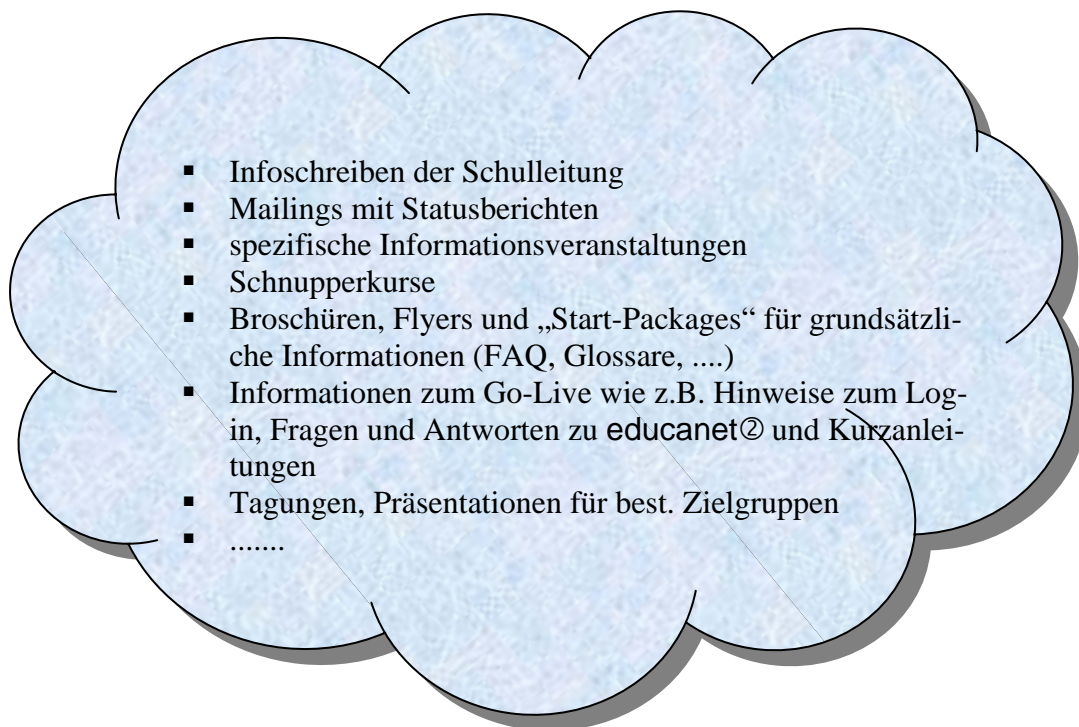 ▪ Infoschreiben der Schulleitung
▪ Mailings mit Statusberichten
▪ spezifische Informationsveranstaltungen
▪ Schnupperkurse
▪ Broschüren, Flyers und „Start-Packages“ für grundsätzli-
che Informationen (FAQ, Glossare, ....)
▪ Informationen zum Go-Live wie z.B. Hinweise zum Log-
in, Fragen und Antworten zu educanet② und Kurzanlei-
tungen
▪ Tagungen, Präsentationen für best. Zielgruppen
▪ .......